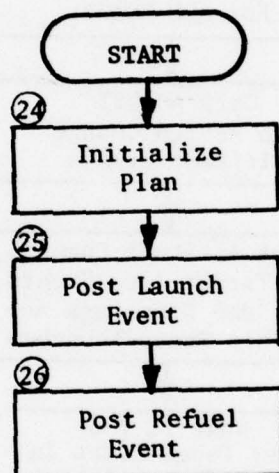 START
24
Initialize
Plan
25
Post Launch
Event
26
Post Refuel
Event